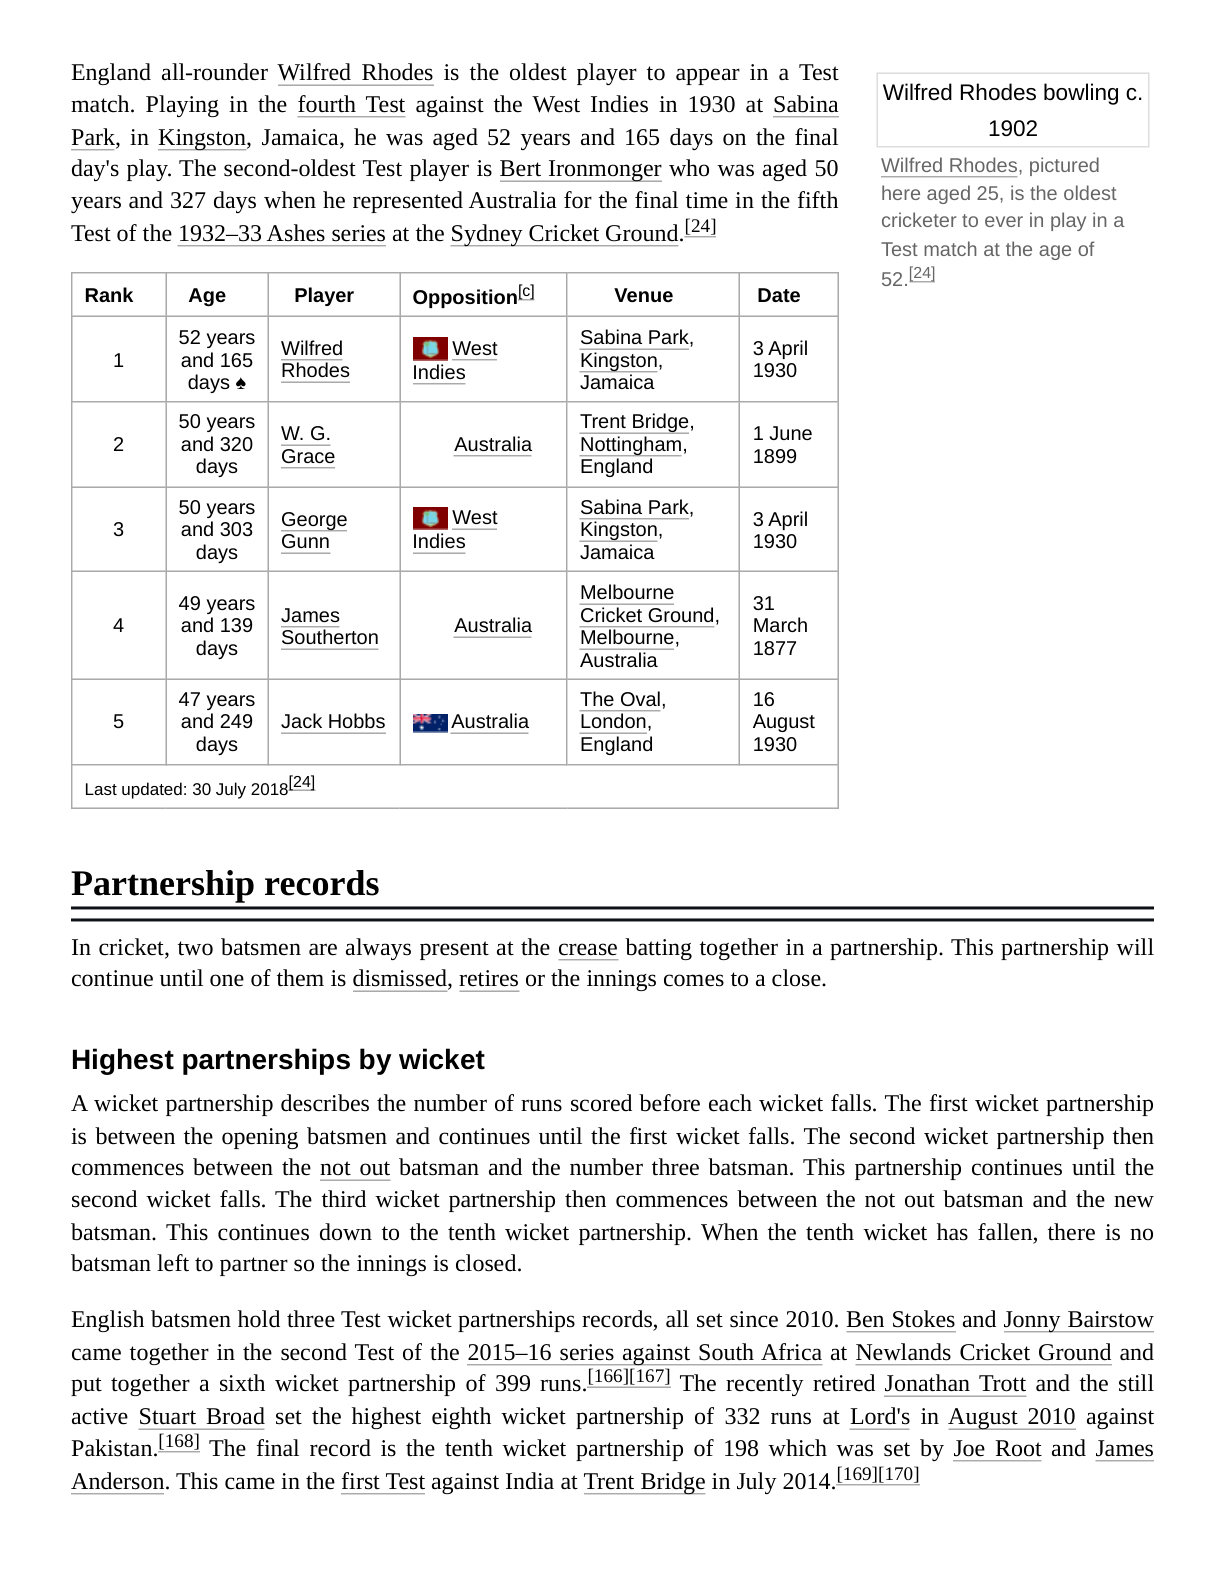 England all-rounder Wilfred Rhodes is the oldest player to appear in a Test
match. Playing in the fourth Test against the West Indies in 1930 at Sabina
Park, in Kingston, Jamaica, he was aged 52 years and 165 days on the final
day's play. The second-oldest Test player is Bert Ironmonger who was aged 50
years and 327 days when he represented Australia for the final time in the fifth
Test of the 1932–33 Ashes series at the Sydney Cricket Ground.[24]
Wilfred Rhodes bowling c.
1902
Wilfred Rhodes, pictured
here aged 25, is the oldest
cricketer to ever in play in a
Test match at the age of
52.[24]
Rank Age Player Opposition[c] Venue Date
1
52 years
and 165
days ♠
Wilfred
Rhodes
West
Indies
Sabina Park,
Kingston,
Jamaica
3 April
1930
2
50 years
and 320
days
W. G.
Grace
Australia
Trent Bridge,
Nottingham,
England
1 June
1899
3
50 years
and 303
days
George
Gunn
West
Indies
Sabina Park,
Kingston,
Jamaica
3 April
1930
4
49 years
and 139
days
James
Southerton
Australia
Melbourne
Cricket Ground,
Melbourne,
Australia
31
March
1877
5
47 years
and 249
days
Jack Hobbs
Australia
The Oval,
London,
England
16
August
1930
Last updated: 30 July 2018[24]
Partnership records
In cricket, two batsmen are always present at the crease batting together in a partnership. This partnership will
continue until one of them is dismissed, retires or the innings comes to a close.
Highest partnerships by wicket
A wicket partnership describes the number of runs scored before each wicket falls. The first wicket partnership
is between the opening batsmen and continues until the first wicket falls. The second wicket partnership then
commences between the not out batsman and the number three batsman. This partnership continues until the
second wicket falls. The third wicket partnership then commences between the not out batsman and the new
batsman. This continues down to the tenth wicket partnership. When the tenth wicket has fallen, there is no
batsman left to partner so the innings is closed.
English batsmen hold three Test wicket partnerships records, all set since 2010. Ben Stokes and Jonny Bairstow
came together in the second Test of the 2015–16 series against South Africa at Newlands Cricket Ground and
put together a sixth wicket partnership of 399 runs.[166][167] The recently retired Jonathan Trott and the still
active Stuart Broad set the highest eighth wicket partnership of 332 runs at Lord's in August 2010 against
Pakistan.[168] The final record is the tenth wicket partnership of 198 which was set by Joe Root and James
Anderson. This came in the first Test against India at Trent Bridge in July 2014.[169][170]